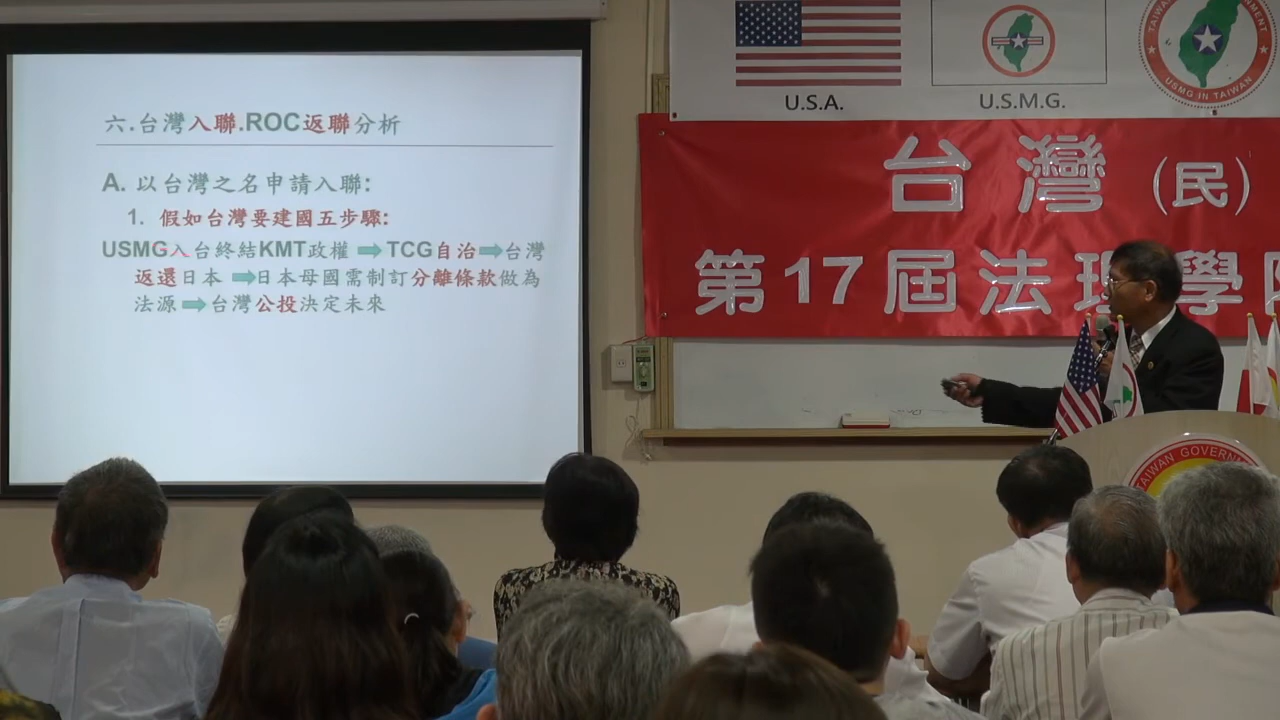 六.台灣入聯.ROC返聯分析
A. 以台灣之名申請入聯:
1. 假如台灣要建國五步驟:
USMG入台終結KMT政權 ➡ TCG自治➡台灣
返還日本 ➡日本母國需制訂分離條款做為
法源 ➡台灣公投決定未來
U.S.A.
U.S.M.G.
USMG IN TAIWAN
台灣(民)
第17屆法理學
TAIWAN GOVERNMENT